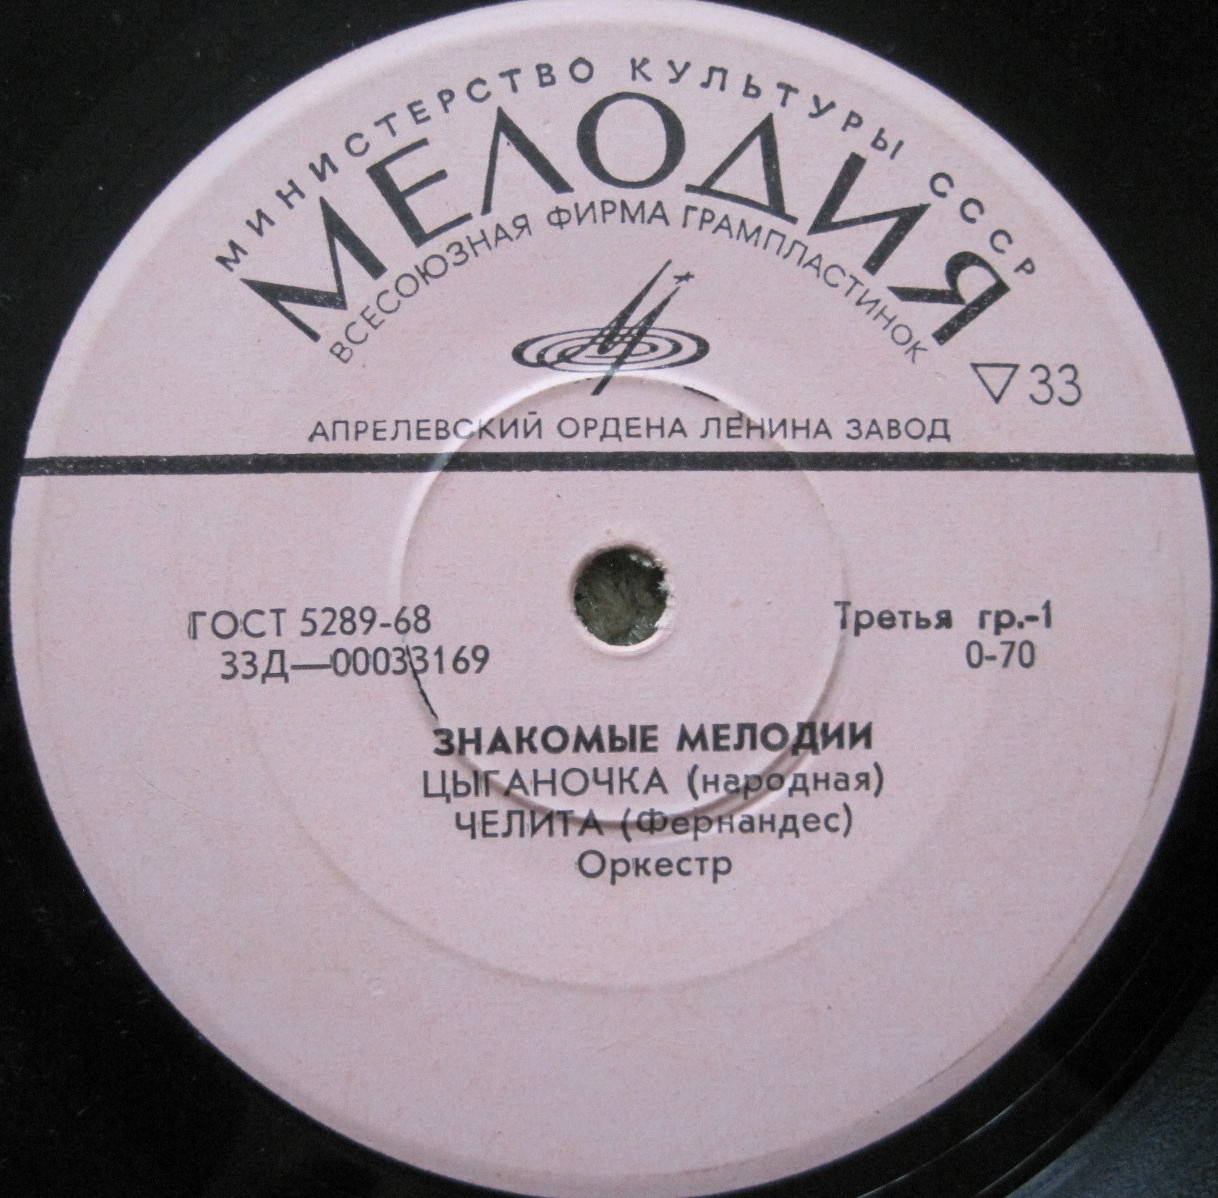 МИНИСТЕРСТВО КУЛЬТУРЫ СССР
МЕЛОДИЯ
ВСЕСОЮЗНАЯ ФИРМА ГРАМПЛАСТИНОК
▽33
АПРЕЛЕВСКИЙ ОРДЕНА ЛЕНИНА ЗАВОД
ГОСТ 5289-68
33Д—00033169
Третья гр.-1
0-70
ЗНАКОМЫЕ МЕЛОДИИ
ЦЫГАНОЧКА (народная)
ЧЕЛИТА (Фернандес)
Оркестр